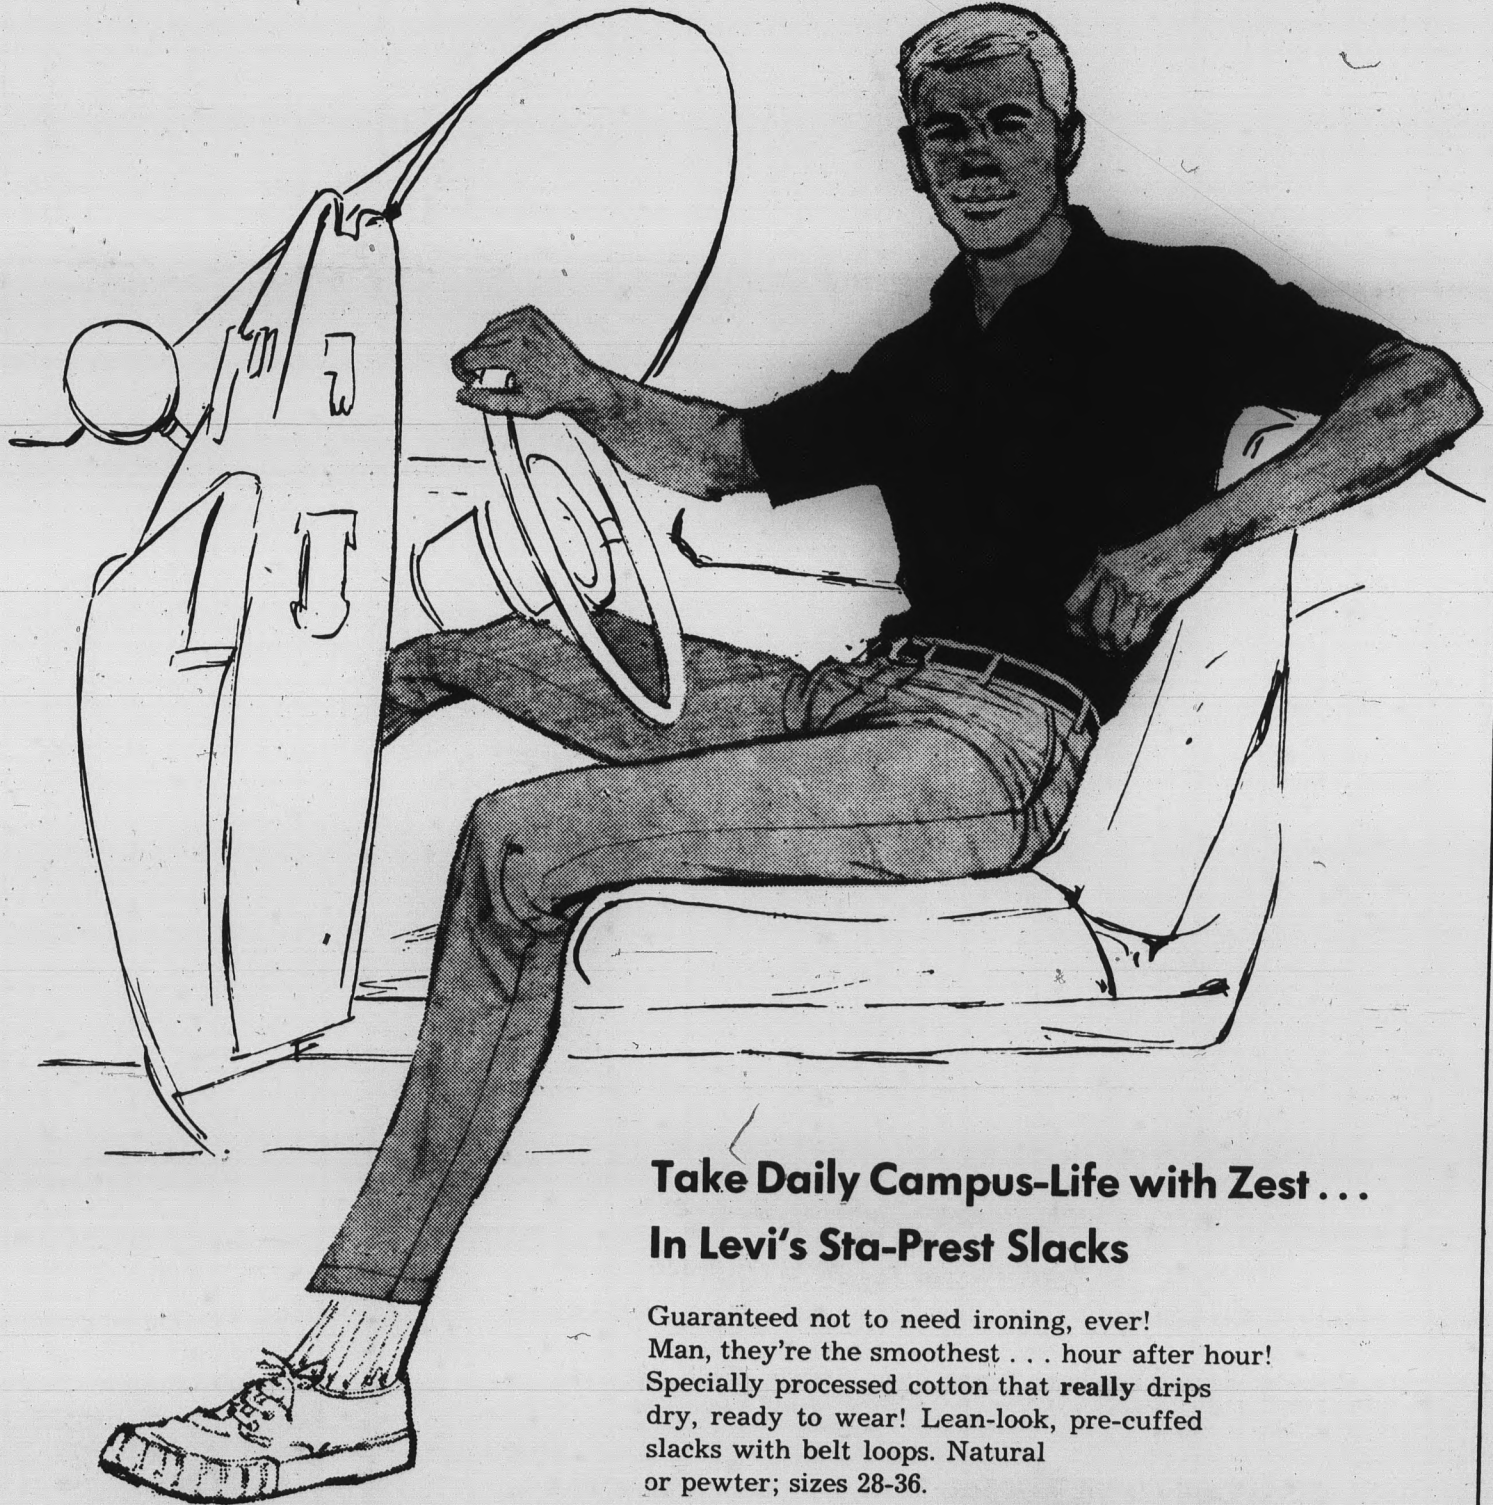 Take Daily Campus-Life with Zest...
In Levi's Sta-Prest Slacks
Guaranteed not to need ironing, ever!
Man, they're the smoothest . . . hour after hour!
Specially processed cotton that really drips
dry, ready to wear! Lean-look, pre-cuffed
slacks with belt loops. Natural
or pewter; sizes 28-36.